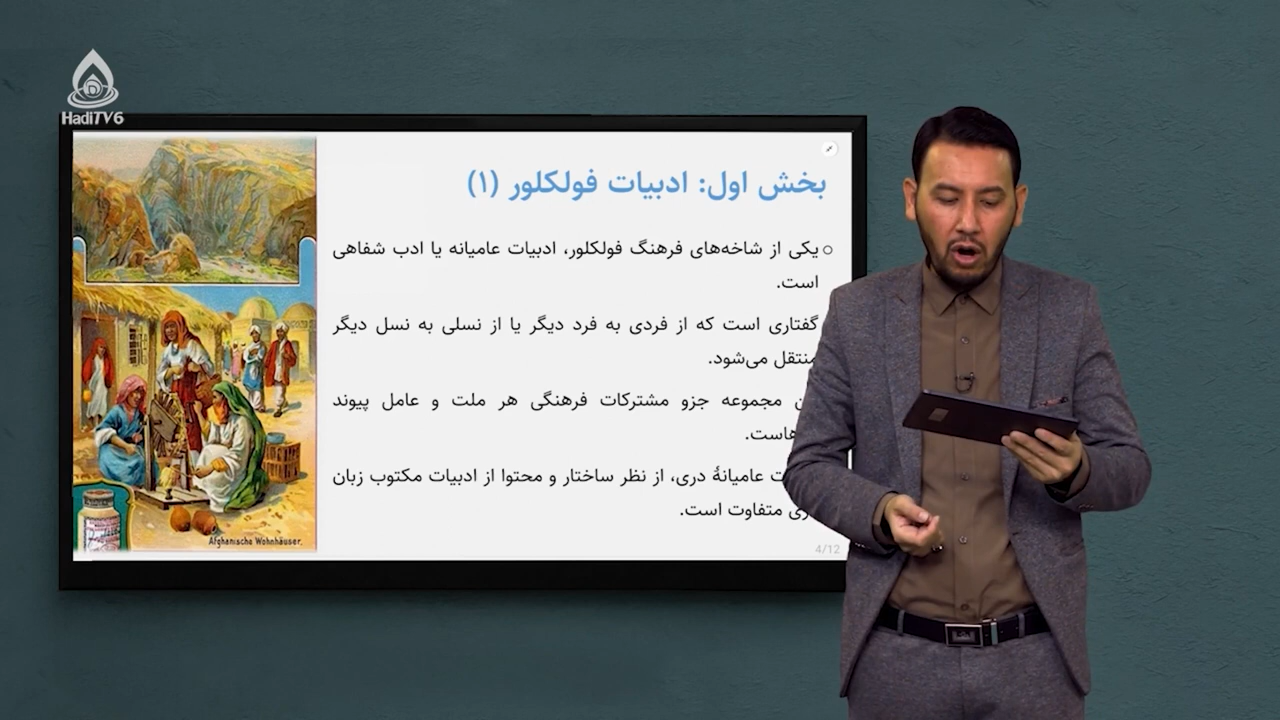 HadiTV6
بخش اول: ادبیات فولکلور (۱)
یکی از شاخه‌های فرهنگ فولکلور، ادبیات عامیانه یا ادب شفاهی
است.
گفتاری است که از فردی به فرد دیگر یا از نسلی به نسل دیگر
منتقل می‌شود.
مجموعه جزو مشترکات فرهنگی هر ملت و عامل پیوند
هاست.
عامیانهٔ دری، از نظر ساختار و محتوا از ادبیات مکتوب زبان
متفاوت است.
Afghanische Wohnhäuser.
4/12